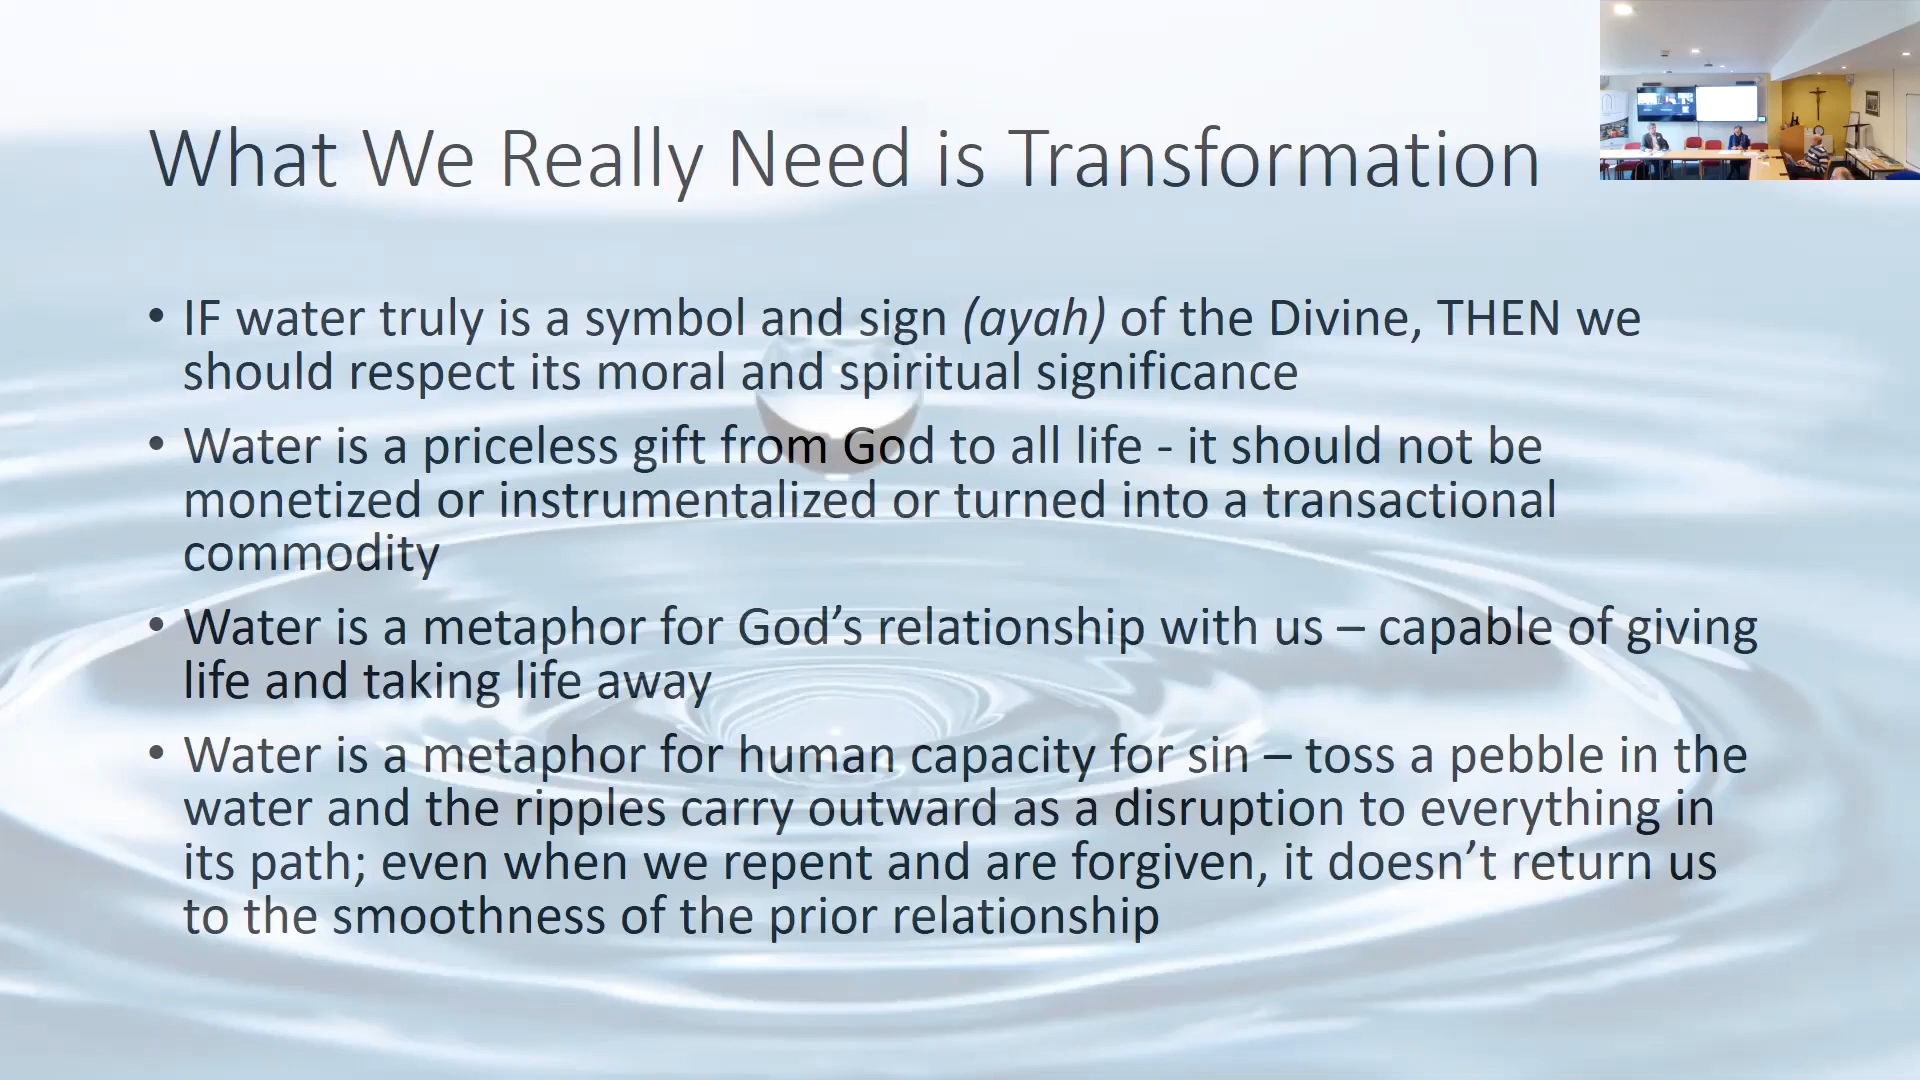 What We Really Need is Transformation
• IF water truly is a symbol and sign (ayah) of the Divine, THEN we
should respect its moral and spiritual significance
• Water is a priceless gift from God to all life - it should not be
monetized or instrumentalized or turned into a transactional
commodity
• Water is a metaphor for God’s relationship with us – capable of giving
life and taking life away
• Water is a metaphor for human capacity for sin – toss a pebble in the
water and the ripples carry outward as a disruption to everything in
its path; even when we repent and are forgiven, it doesn’t return us
to the smoothness of the prior relationship